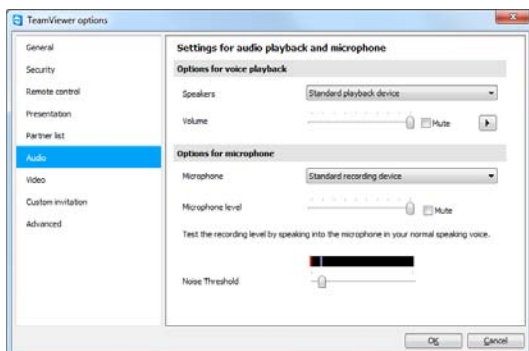 TeamViewer options
General
Security
Remote control
Presentation
Partner list
Audio
Video
Custom invitation
Advanced
Settings for audio playback and microphone
Options for voice playback
Speakers
Standard playback device
Volume
Mute
Options for microphone
Microphone
Standard recording device
Microphone level
Mute
Test the recording level by speaking into the microphone in your normal speaking voice.
Noise Threshold
OK
Cancel